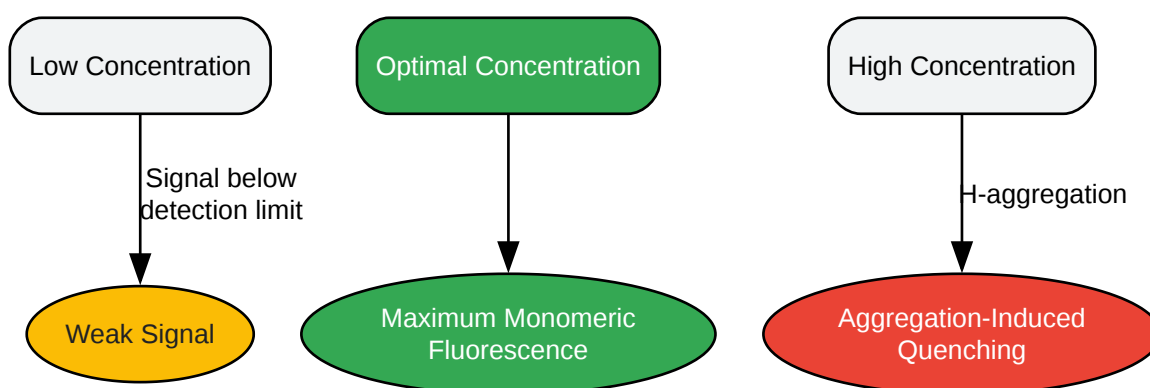 Low Concentration
Optimal Concentration
High Concentration
Signal below
detection limit
H-aggregation
Weak Signal
Maximum Monomeric
Fluorescence
Aggregation-Induced
Quenching